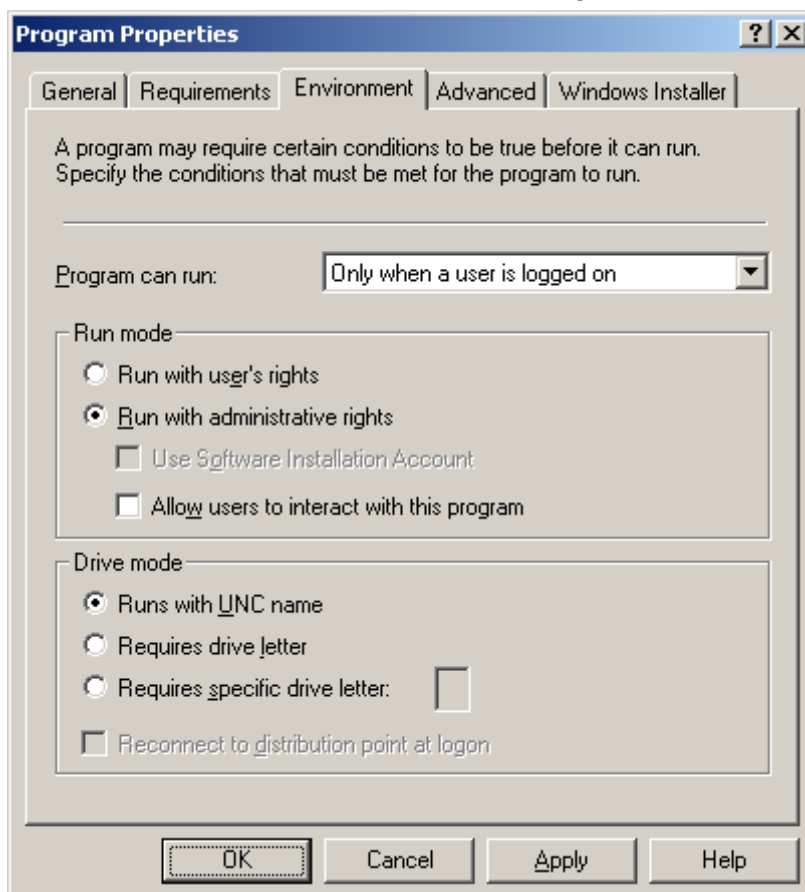 Program Properties
General Requirements Environment Advanced Windows Installer
A program may require certain conditions to be true before it can run.
Specify the conditions that must be met for the program to run.
Program can run: Only when a user is logged on
Run mode
Run with user's rights
Run with administrative rights
Use Software Installation Account
Allow users to interact with this program
Drive mode
Runs with UNC name
Requires drive letter
Requires specific drive letter:
Reconnect to distribution point at logon
OK Cancel Apply Help